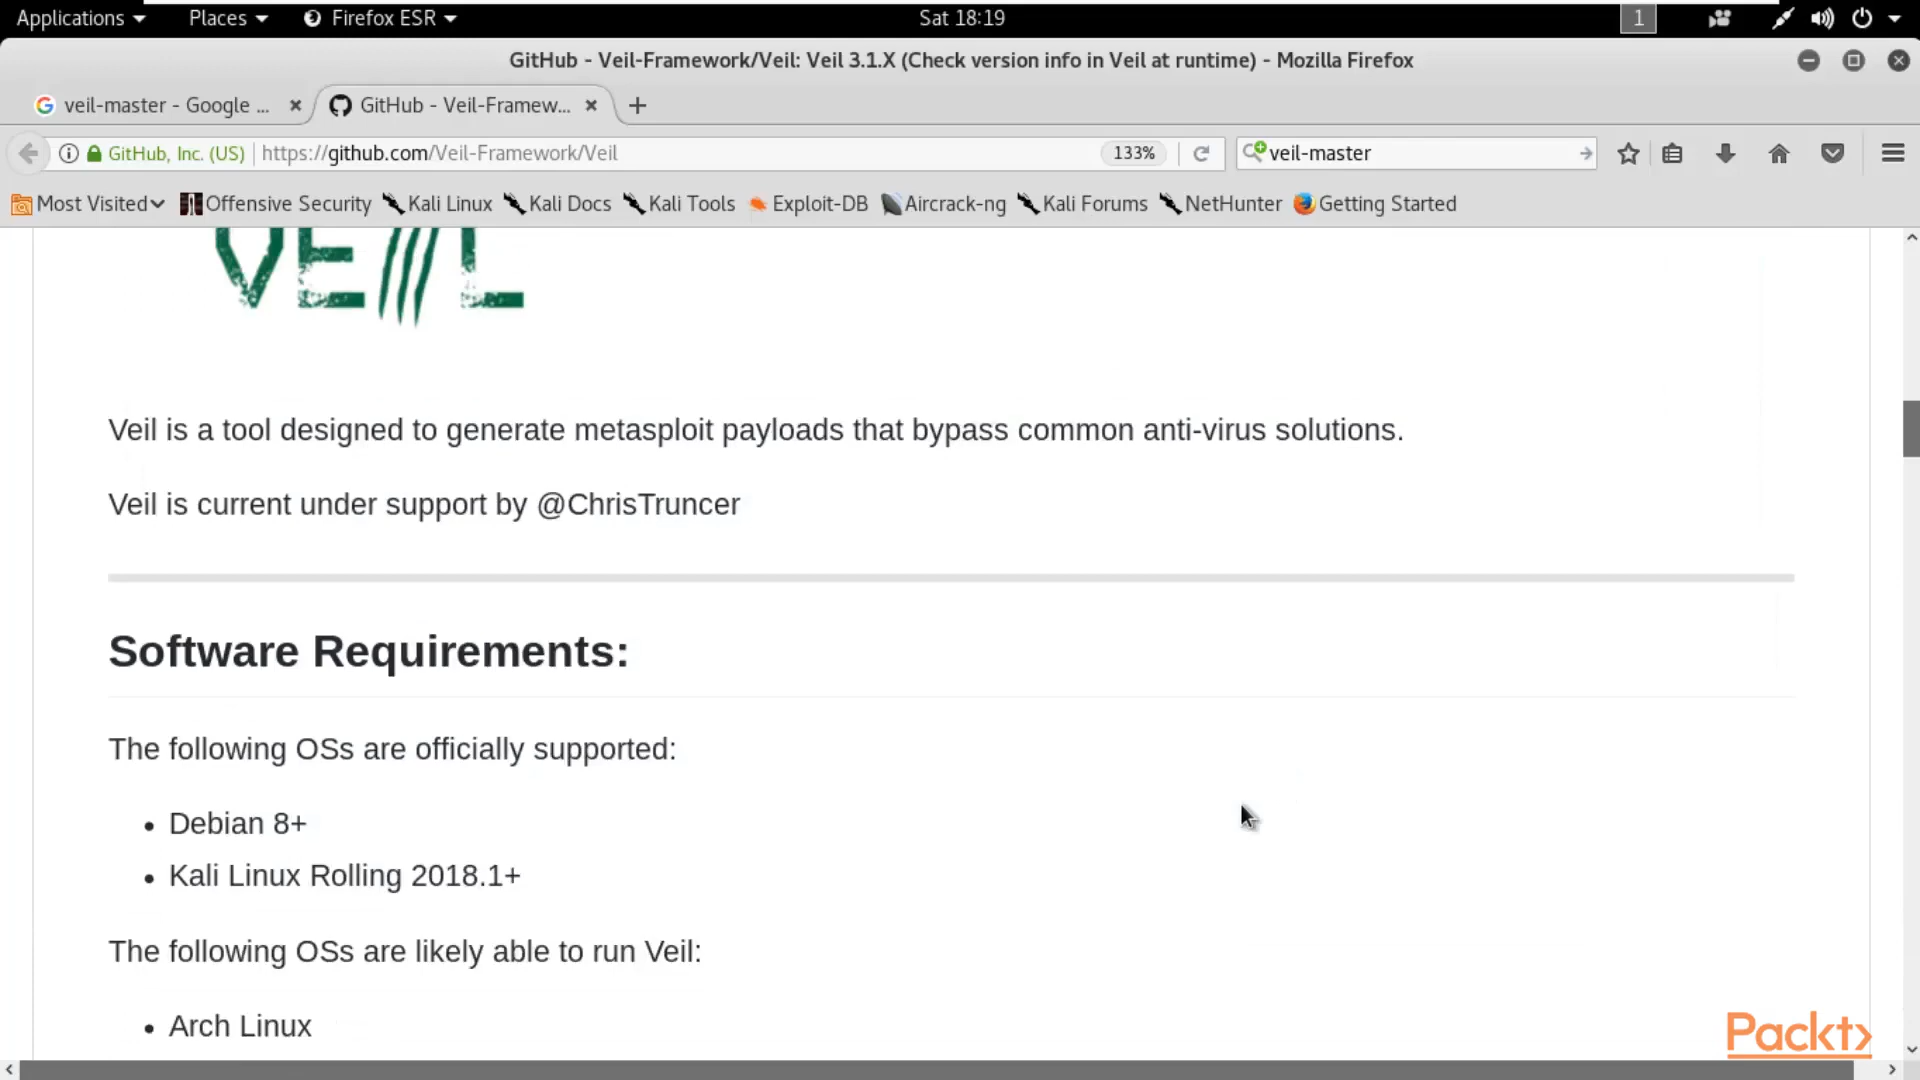 Applications Places Firefox ESR Sat 18:19 1
GitHub - Veil-Framework/Veil: Veil 3.1.X (Check version info in Veil at runtime) - Mozilla Firefox
veil-master - Google ... GitHub - Veil-Framew...
GitHub, Inc. (US) https://github.com/Veil-Framework/Veil 133% veil-master
Most Visited Offensive Security Kali Linux Kali Docs Kali Tools Exploit-DB Aircrack-ng Kali Forums NetHunter Getting Started
VEIL
Veil is a tool designed to generate metasploit payloads that bypass common anti-virus solutions.
Veil is current under support by @ChrisTruncer
Software Requirements:
The following OSs are officially supported:
• Debian 8+
• Kali Linux Rolling 2018.1+
The following OSs are likely able to run Veil:
• Arch Linux
Packt>